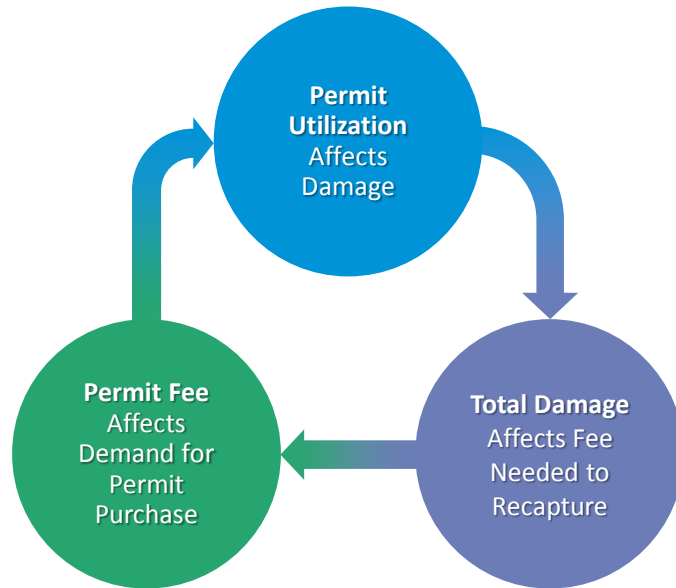 Permit
Utilization
Affects
Damage
Total Damage
Affects Fee
Needed to
Recapture
Permit Fee
Affects
Demand for
Permit
Purchase